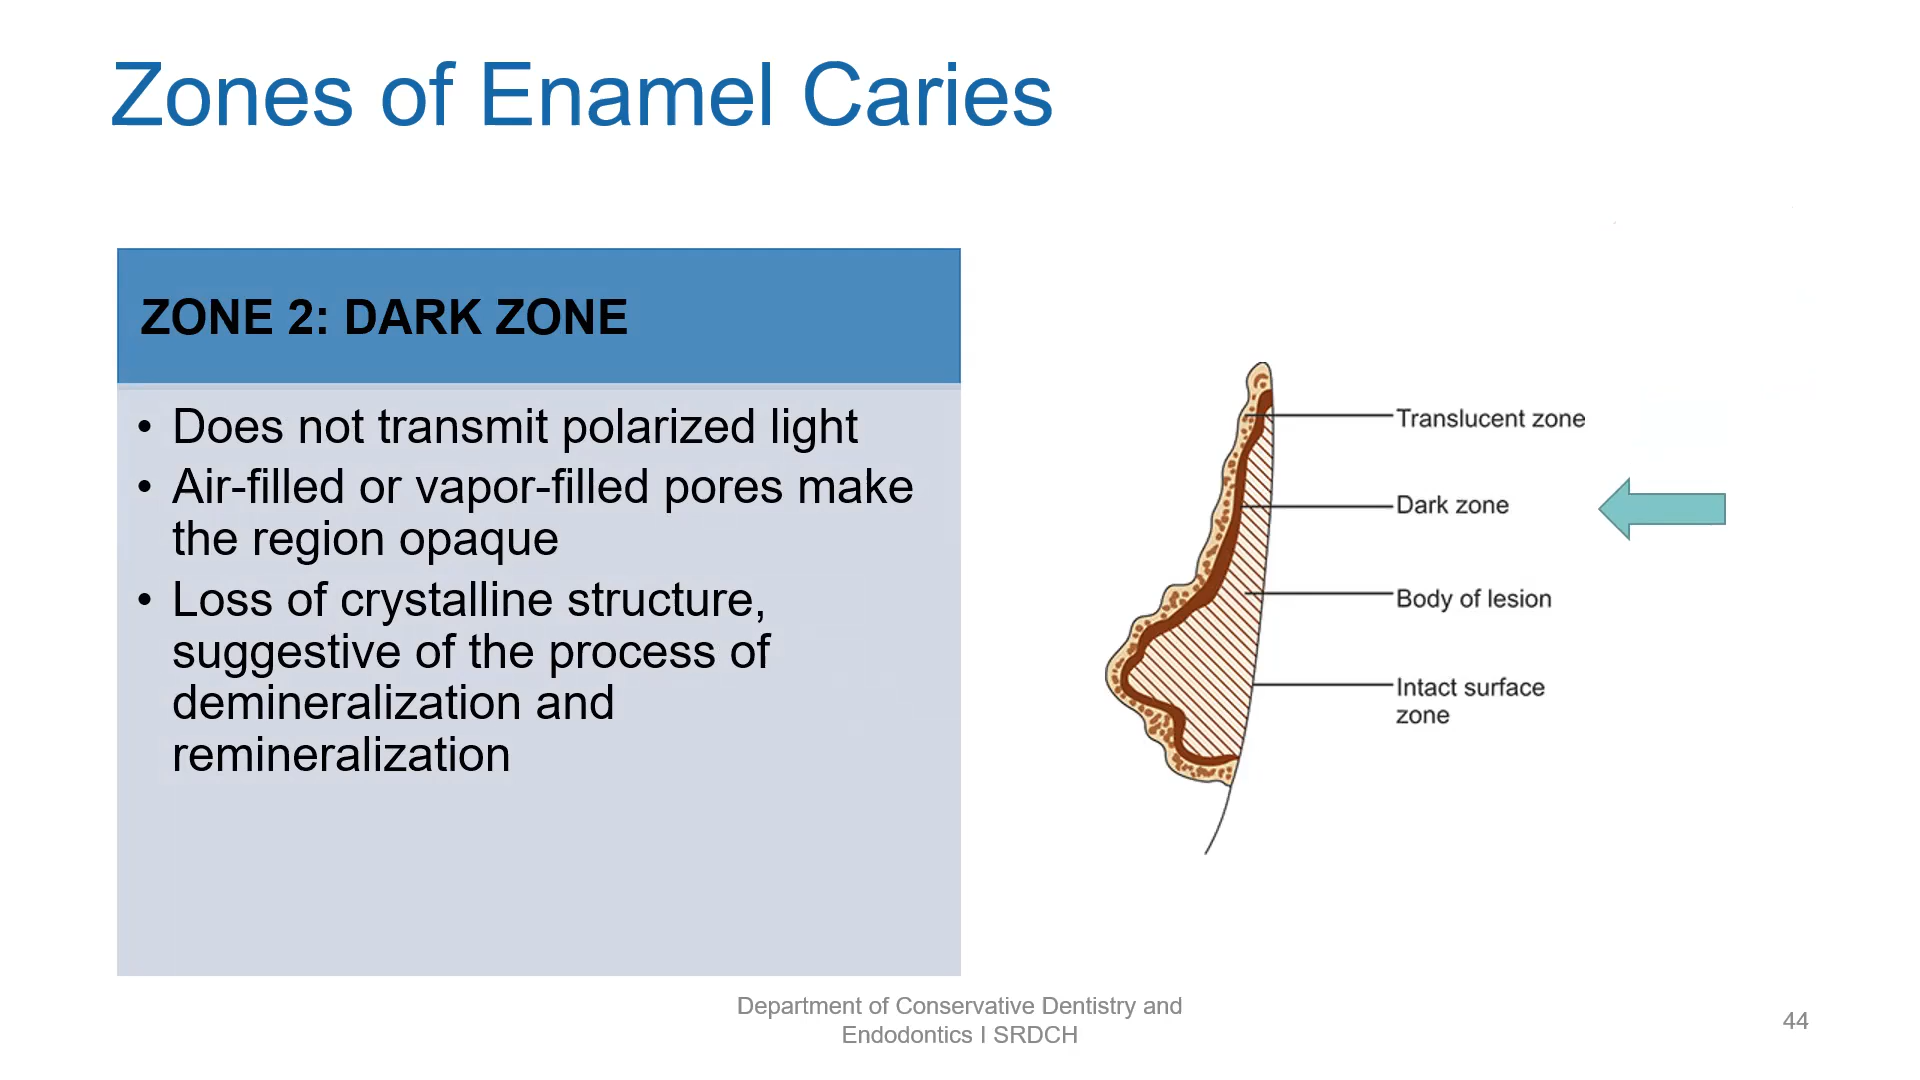 Zones of Enamel Caries
ZONE 2: DARK ZONE
• Does not transmit polarized light
• Air-filled or vapor-filled pores make
the region opaque
• Loss of crystalline structure,
suggestive of the process of
demineralization and
remineralization
Translucent zone
Dark zone
Body of lesion
Intact surface
zone
Department of Conservative Dentistry and
Endodontics I SRDCH
44